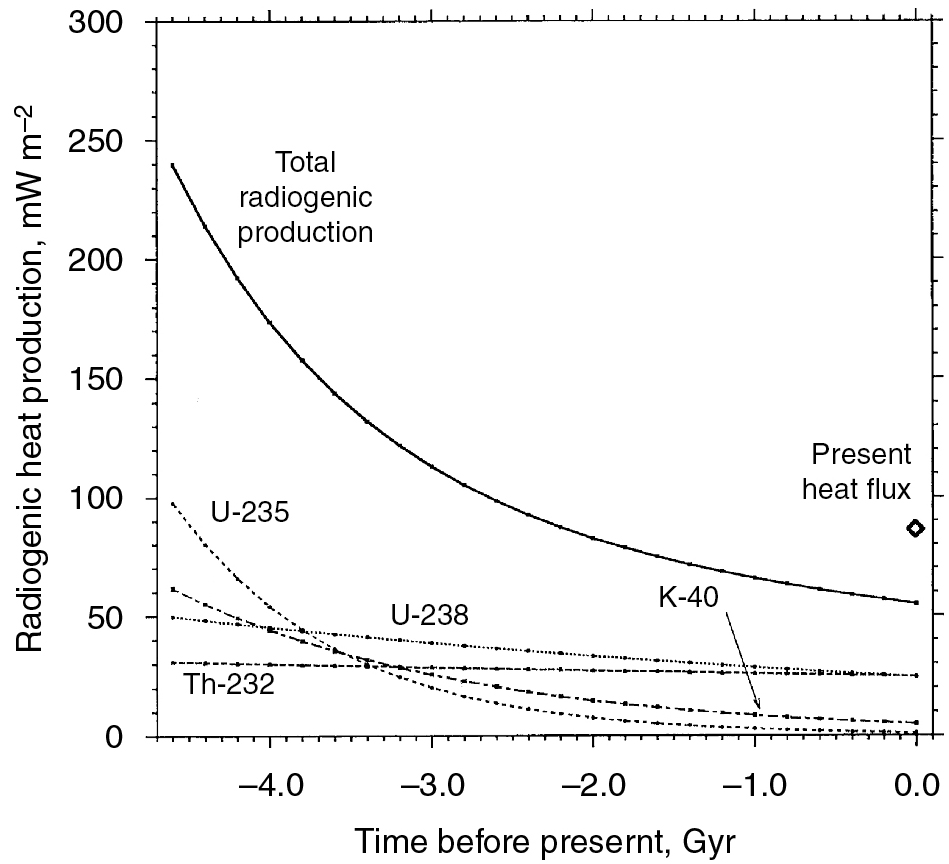 Radiogenic heat production, mW m–2
300
250
200
150
100
50
0
Total
radiogenic
production
Present
heat flux
U-235
U-238
K-40
Th-232
–4.0
–3.0
–2.0
–1.0
0.0
Time before presernt, Gyr